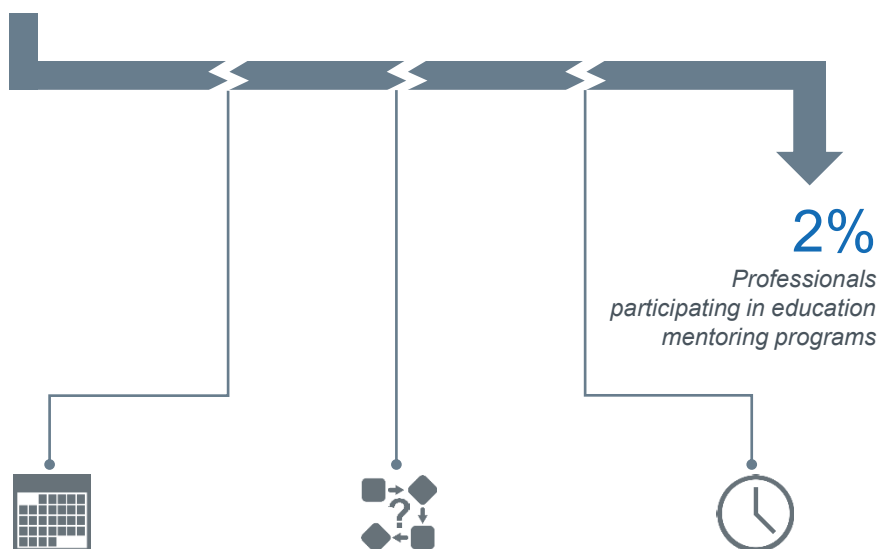 2%
Professionals
participating in education
mentoring programs
?